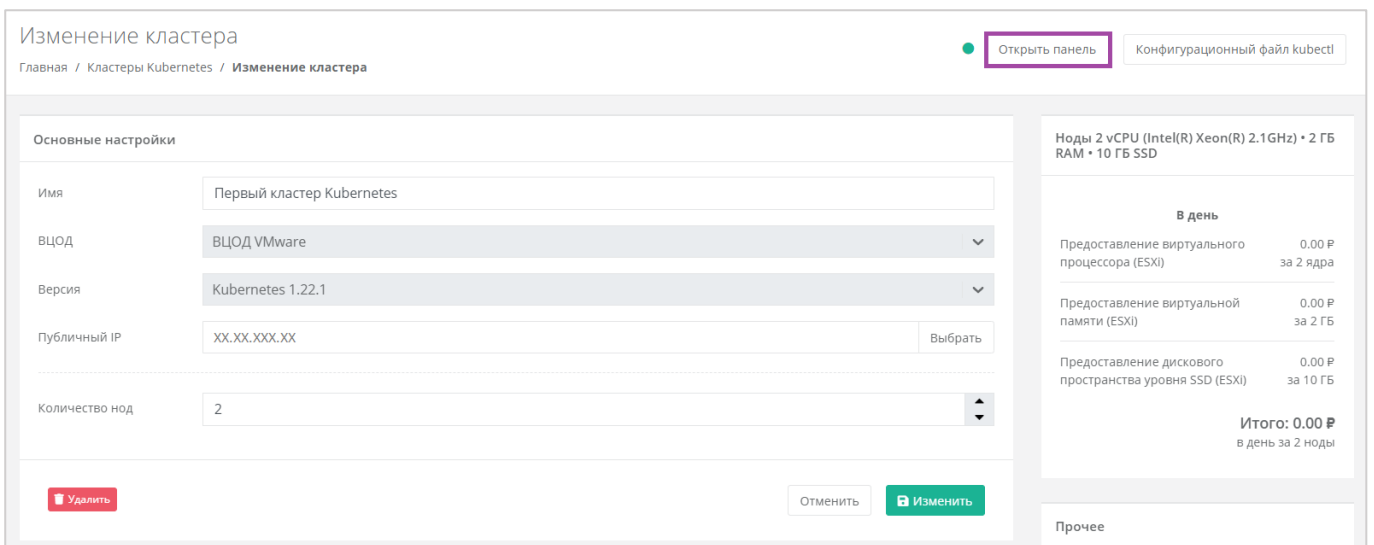 Изменение кластера
Главная / Кластеры Kubernetes / Изменение кластера
Открыть панель
Конфигурационный файл kubectl
Основные настройки
Имя
Первый кластер Kubernetes
ВЦОД
ВЦОД VMware
Версия
Kubernetes 1.22.1
Публичный IP
XX.XX.XXX.XX
Выбрать
Количество нод
2
Удалить
Отменить
Изменить
Ноды 2 vCPU (Intel(R) Xeon(R) 2.1GHz) • 2 ГБ
RAM • 10 ГБ SSD
В день
Предоставление виртуального 0.00 ₽
процессора (ESXi) за 2 ядра
Предоставление виртуальной 0.00 ₽
памяти (ESXi) за 2 ГБ
Предоставление дискового 0.00 ₽
пространства уровня SSD (ESXi) за 10 ГБ
Итого: 0.00 ₽
в день за 2 ноды
Прочее